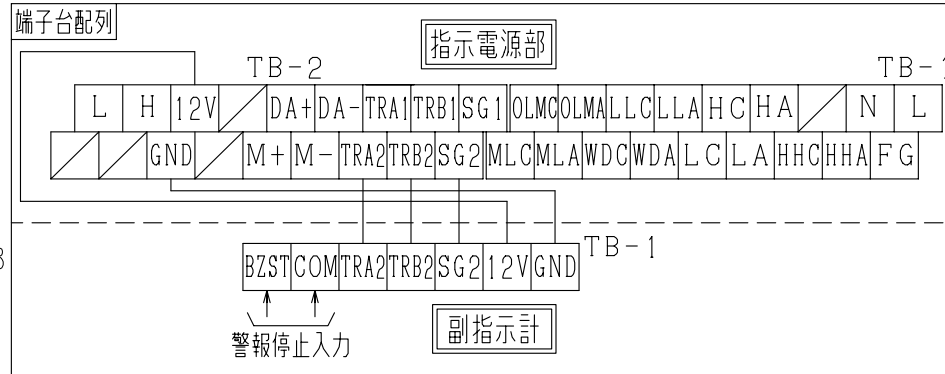 端子台配列
指示電源部
TB-2
TB-1
L H 12V DA+ DA- TRA1 TRB1 SG1 OLMC OLMA LLC LLA HC HA N L
GND M+ M- TRA2 TRB2 SG2 MLC MLA WDC WDA LC LA HHC HHA FG
TB-1
BZST COM TRA2 TRB2 SG2 12V GND
警報停止入力
副指示計